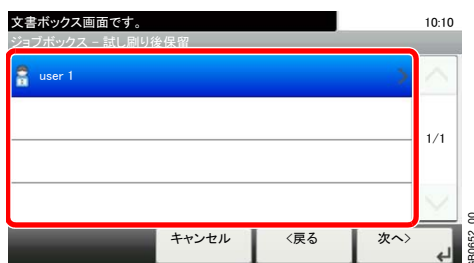 文書ボックス画面です。
10:10
ジョブボックス - 試し刷り後保留
user 1
1/1
キャンセル
<戻る
次へ>